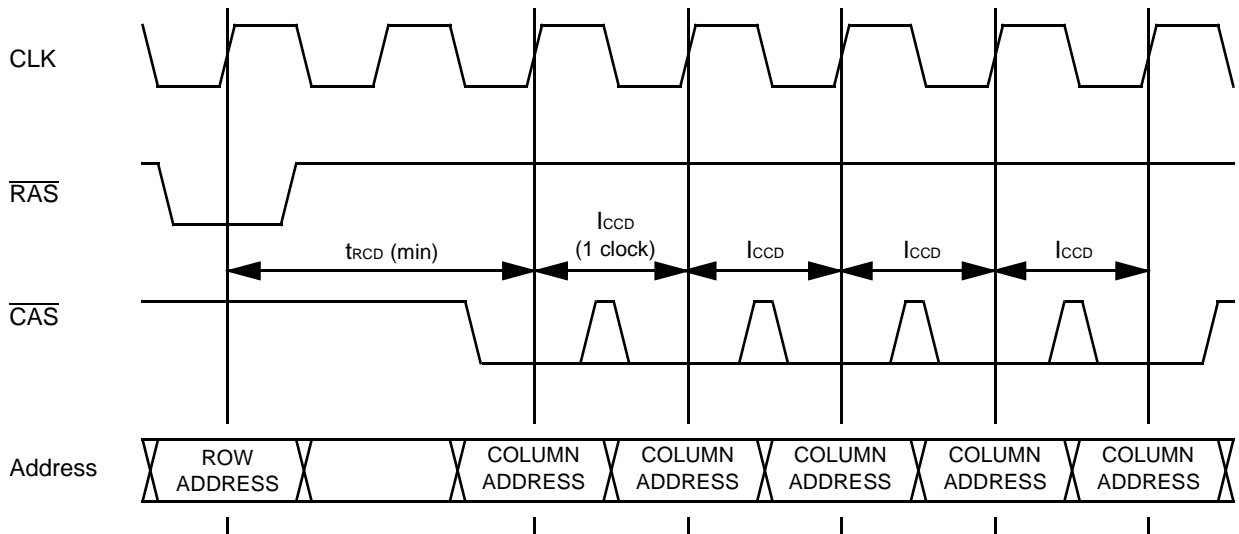 CLK
RAS
tRCD (min)
ICCD
(1 clock)
ICCD
ICCD
ICCD
CAS
Address
ROW
ADDRESS
COLUMN
ADDRESS
COLUMN
ADDRESS
COLUMN
ADDRESS
COLUMN
ADDRESS
COLUMN
ADDRESS